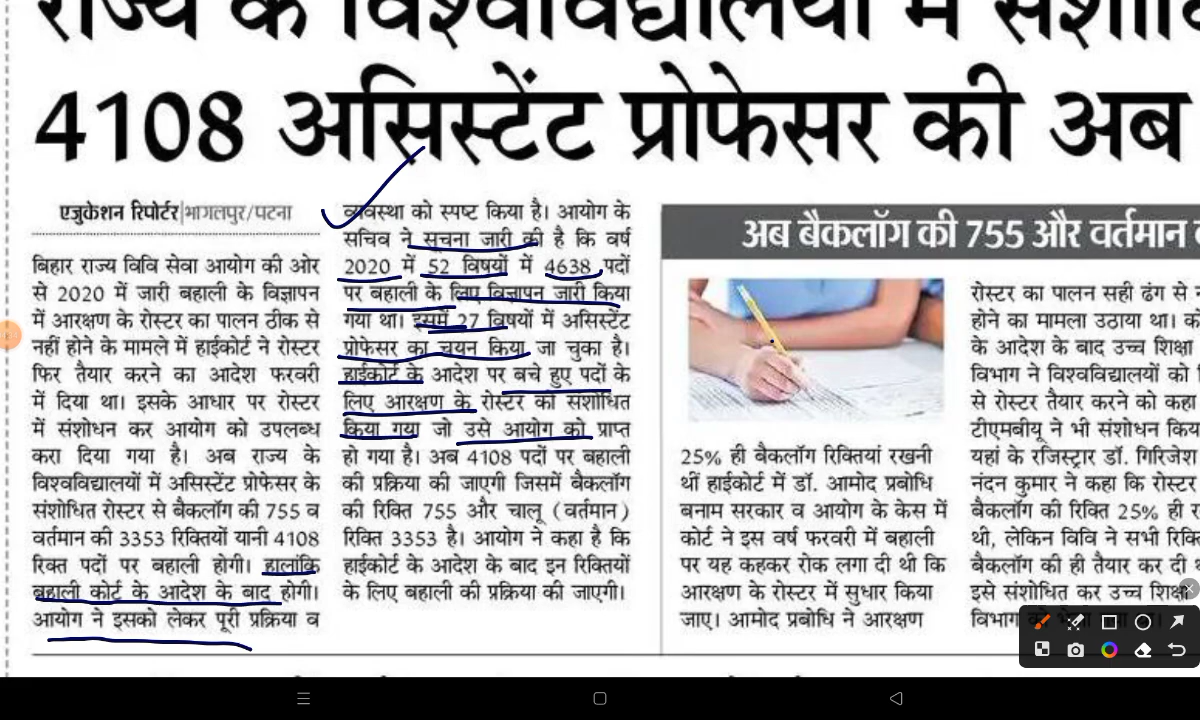 राज्य के विश्वविद्यालयों में संशोधि
4108 असिस्टेंट प्रोफेसर की अब
एजुकेशन रिपोर्टर|भागलपुर/पटना
बिहार राज्य विवि सेवा आयोग की ओर
से 2020 में जारी बहाली के विज्ञापन
में आरक्षण के रोस्टर का पालन ठीक से
नहीं होने के मामले में हाईकोर्ट ने रोस्टर
फिर तैयार करने का आदेश फरवरी
में दिया था। इसके आधार पर रोस्टर
में संशोधन कर आयोग को उपलब्ध
करा दिया गया है। अब राज्य के
विश्वविद्यालयों में असिस्टेंट प्रोफेसर के
संशोधित रोस्टर से बैकलॉग की 755 व
वर्तमान की 3353 रिक्तियों यानी 4108
रिक्त पदों पर बहाली होगी। हालांकि
बहाली कोर्ट के आदेश के बाद होगी।
आयोग ने इसको लेकर पूरी प्रक्रिया व
व्यवस्था को स्पष्ट किया है। आयोग के
सचिव ने सूचना जारी की है कि वर्ष
2020 में 52 विषयों में 4638 पदों
पर बहाली के लिए विज्ञापन जारी किया
गया था। इसमें 27 विषयों में असिस्टेंट
प्रोफेसर का चयन किया जा चुका है।
हाईकोर्ट के आदेश पर बचे हुए पदों के
लिए आरक्षण के रोस्टर को संशोधित
किया गया जो उसे आयोग को प्राप्त
हो गया है। अब 4108 पदों पर बहाली
की प्रक्रिया की जाएगी जिसमें बैकलॉग
की रिक्ति 755 और चालू (वर्तमान)
रिक्ति 3353 है। आयोग ने कहा है कि
हाईकोर्ट के आदेश के बाद इन रिक्तियों
के लिए बहाली की प्रक्रिया की जाएगी।
अब बैकलॉग की 755 और वर्तमान
25% ही बैकलॉग रिक्तियां रखनी
थीं हाईकोर्ट में डॉ. आमोद प्रबोधि
बनाम सरकार व आयोग के केस में
कोर्ट ने इस वर्ष फरवरी में बहाली
पर यह कहकर रोक लगा दी थी कि
आरक्षण के रोस्टर में सुधार किया
जाए। आमोद प्रबोधि ने आरक्षण
रोस्टर का पालन सही ढंग से
होने का मामला उठाया था।
के आदेश के बाद उच्च शिक्षा
विभाग ने विश्वविद्यालयों को
से रोस्टर तैयार करने को कहा
टीएमबीयू ने भी संशोधन
यहां के रजिस्ट्रार डॉ. गिरिजेश
नंदन कुमार ने कहा कि रोस्टर
बैकलॉग की रिक्ति 25% ही
थी, लेकिन विवि ने सभी
बैकलॉग की ही तैयार कर दी
इसे संशोधित कर उच्च
विभाग